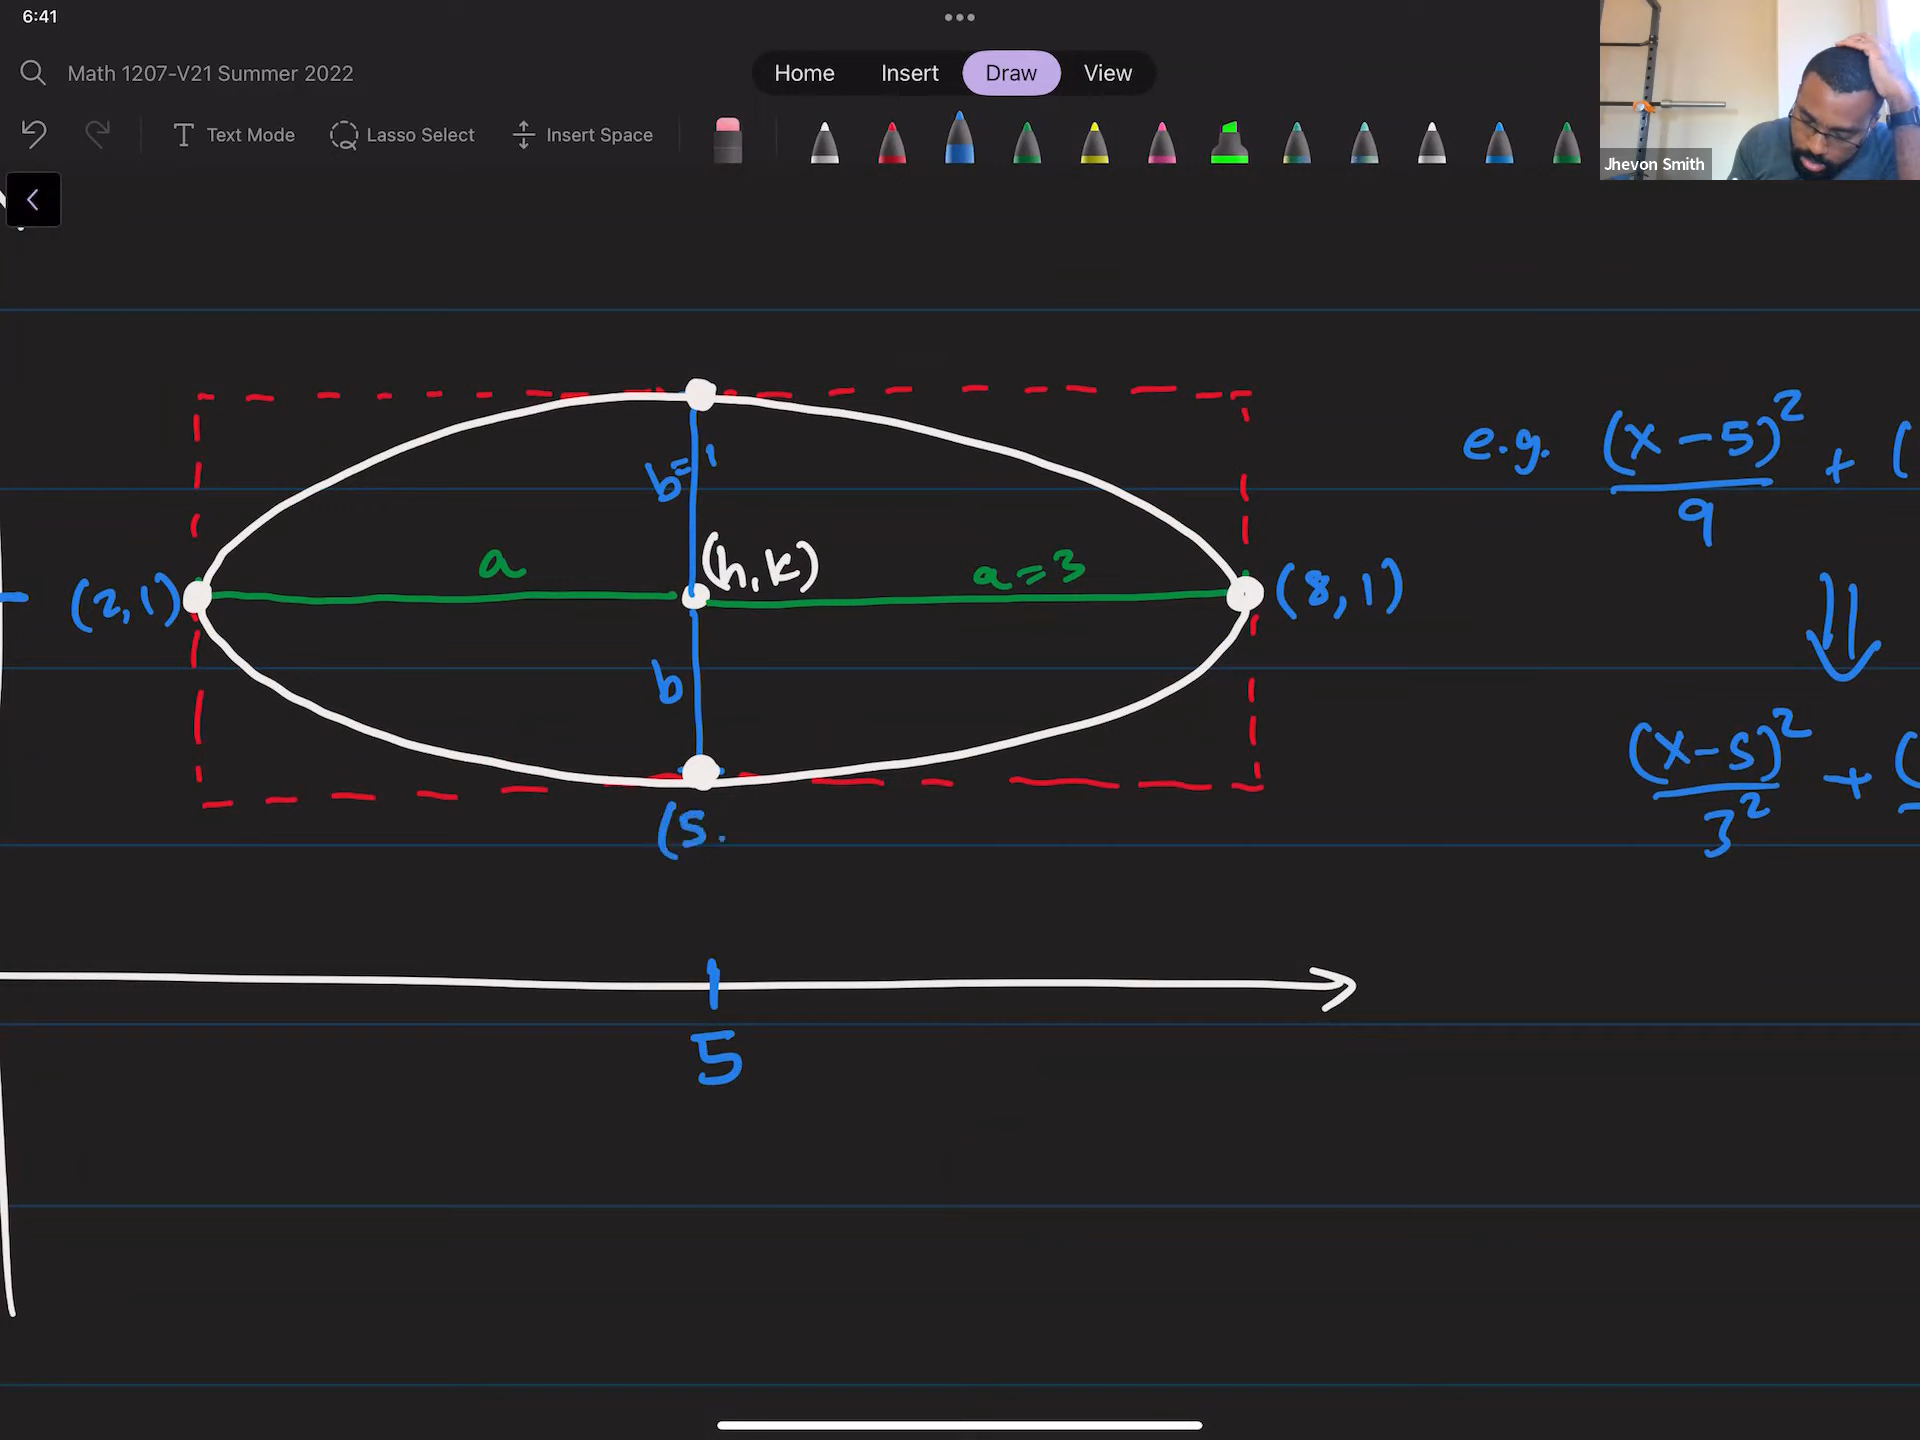 6:41
Math 1207-V21 Summer 2022
Home Insert Draw View
Text Mode Lasso Select Insert Space
Jhevon Smith
b=1
e.g. (x-5)² + (
9
a (h,k) a=3
(2,1) (8,1)
b
(x-5)² + (
3²
(5.
5